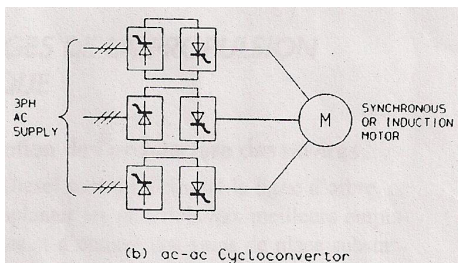 3PH
AC
SUPPLY
M
SYNCHRONOUS
OR INDUCTION
MOTOR
(b) ac-ac Cycloconvertor